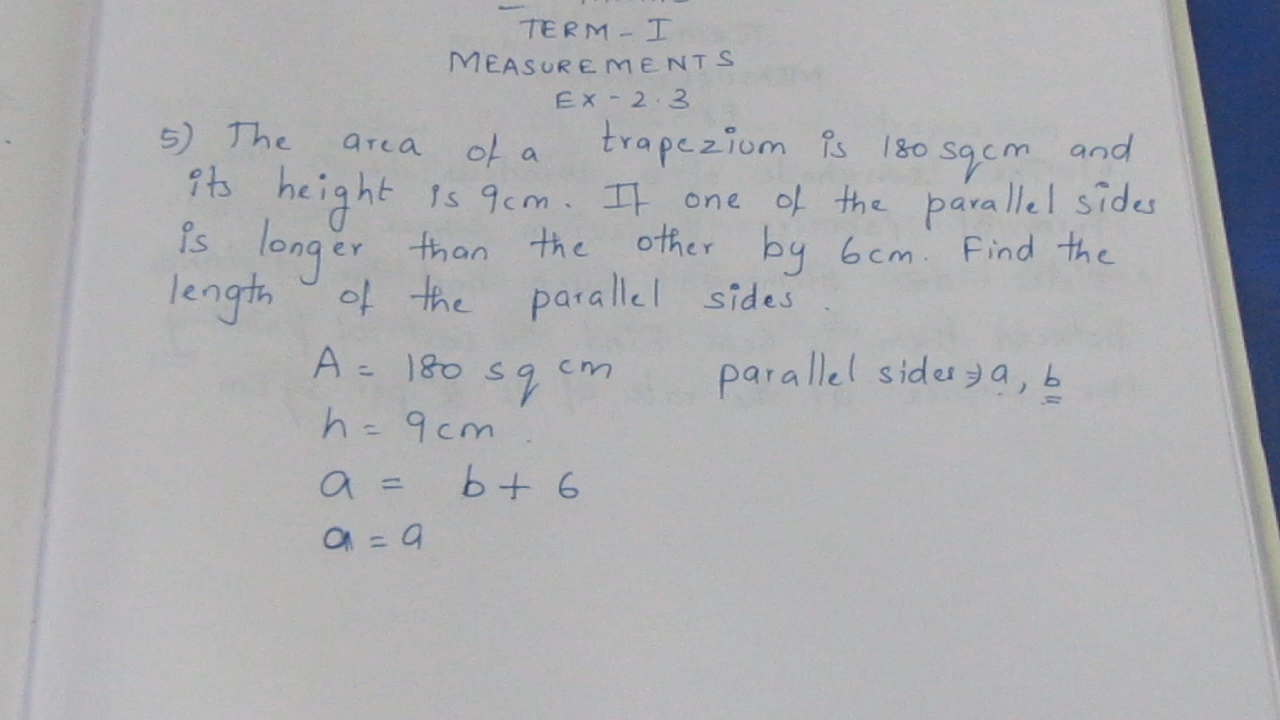 TERM - I
MEASUREMENTS
EX - 2.3
5) The area of a trapezium is 180 sqcm and
its height is 9cm. If one of the parallel sides
is longer than the other by 6cm. Find the
length of the parallel sides.
A = 180 sq cm parallel sides ⇒ a, b
h = 9cm.
a = b + 6
a = a